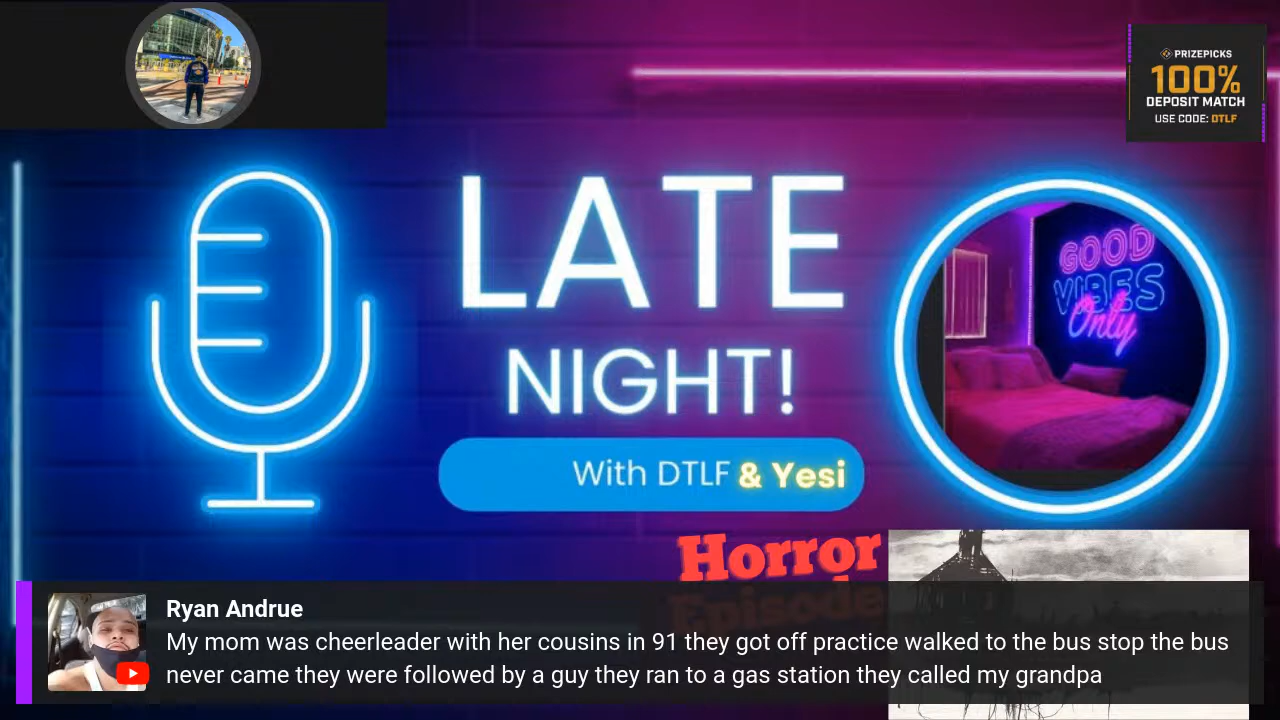 PRIZEPICKS
100%
DEPOSIT MATCH
USE CODE: DTLF
LATE
NIGHT!
With DTLF & Yesi
GOOD
VIBES
Only
Horror
Episode
Ryan Andrue
My mom was cheerleader with her cousins in 91 they got off practice walked to the bus stop the bus
never came they were followed by a guy they ran to a gas station they called my grandpa